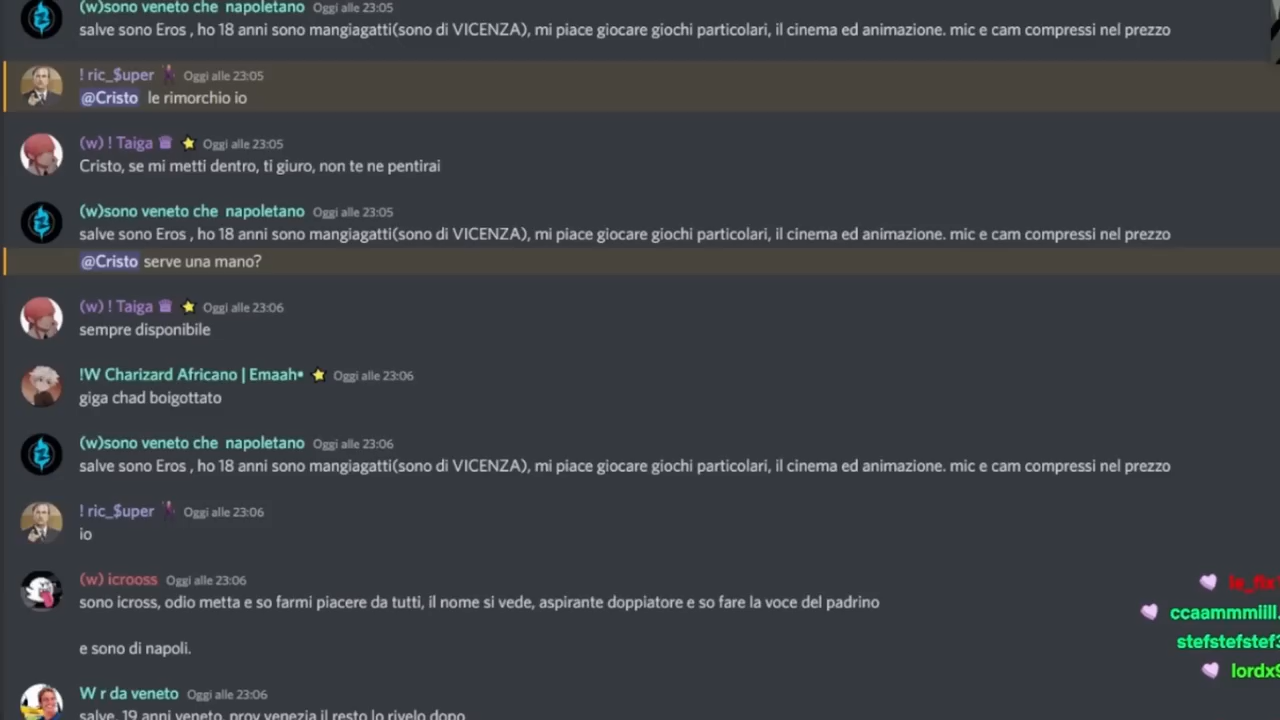 (w)sono veneto che napoletano Oggi alle 23:05
salve sono Eros , ho 18 anni sono mangiagatti(sono di VICENZA), mi piace giocare giochi particolari, il cinema ed animazione. mic e cam compressi nel prezzo
! ric_$uper Oggi alle 23:05
@Cristo le rimorchio io
(w) ! Taiga Oggi alle 23:05
Cristo, se mi metti dentro, ti giuro, non te ne pentirai
(w)sono veneto che napoletano Oggi alle 23:05
salve sono Eros , ho 18 anni sono mangiagatti(sono di VICENZA), mi piace giocare giochi particolari, il cinema ed animazione. mic e cam compressi nel prezzo
@Cristo serve una mano?
(w) ! Taiga Oggi alle 23:06
sempre disponibile
!W Charizard Africano | Emaah• Oggi alle 23:06
giga chad boigottato
(w)sono veneto che napoletano Oggi alle 23:06
salve sono Eros , ho 18 anni sono mangiagatti(sono di VICENZA), mi piace giocare giochi particolari, il cinema ed animazione. mic e cam compressi nel prezzo
! ric_$uper Oggi alle 23:06
io
(w) icrooss Oggi alle 23:06
sono icross, odio metta e so farmi piacere da tutti, il nome si vede, aspirante doppiatore e so fare la voce del padrino
e sono di napoli.
W r da veneto Oggi alle 23:06
salve, 19 anni veneto, prov venezia il resto lo rivelo dopo
ccaammmiill.
stefstefstef3
lordx9